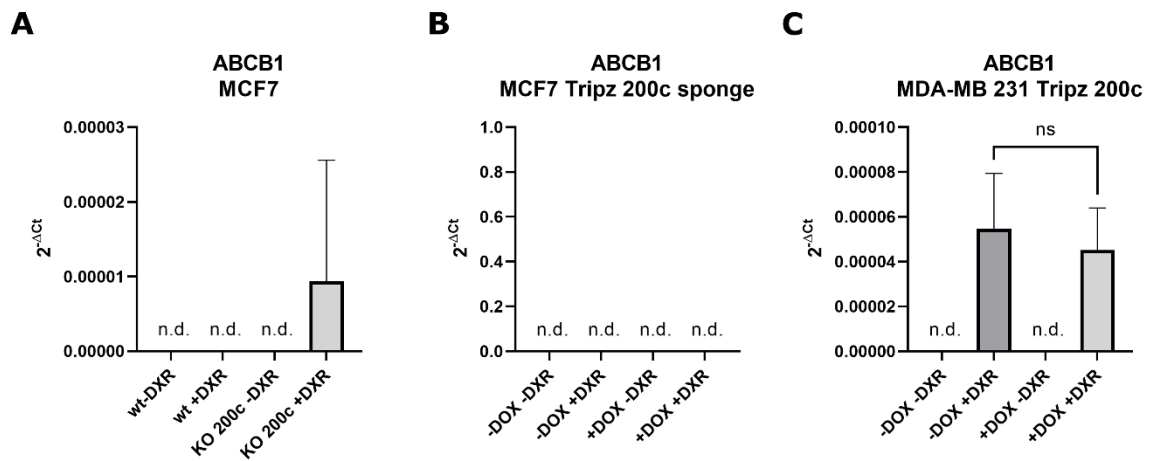 A
ABCB1
MCF7
2-ΔCt
0.00003
0.00002
0.00001
0.00000
n.d.
n.d.
n.d.
wt-DXR
wt +DXR
KO 200c -DXR
KO 200c +DXR
B
ABCB1
MCF7 Tripz 200c sponge
2-ΔCt
1.0
0.8
0.6
0.4
0.2
0.0
n.d.
n.d.
n.d.
n.d.
-DOX -DXR
-DOX +DXR
+DOX -DXR
+DOX +DXR
C
ABCB1
MDA-MB 231 Tripz 200c
2-ΔCt
0.00010
0.00008
0.00006
0.00004
0.00002
0.00000
ns
n.d.
n.d.
-DOX -DXR
-DOX +DXR
+DOX -DXR
+DOX +DXR